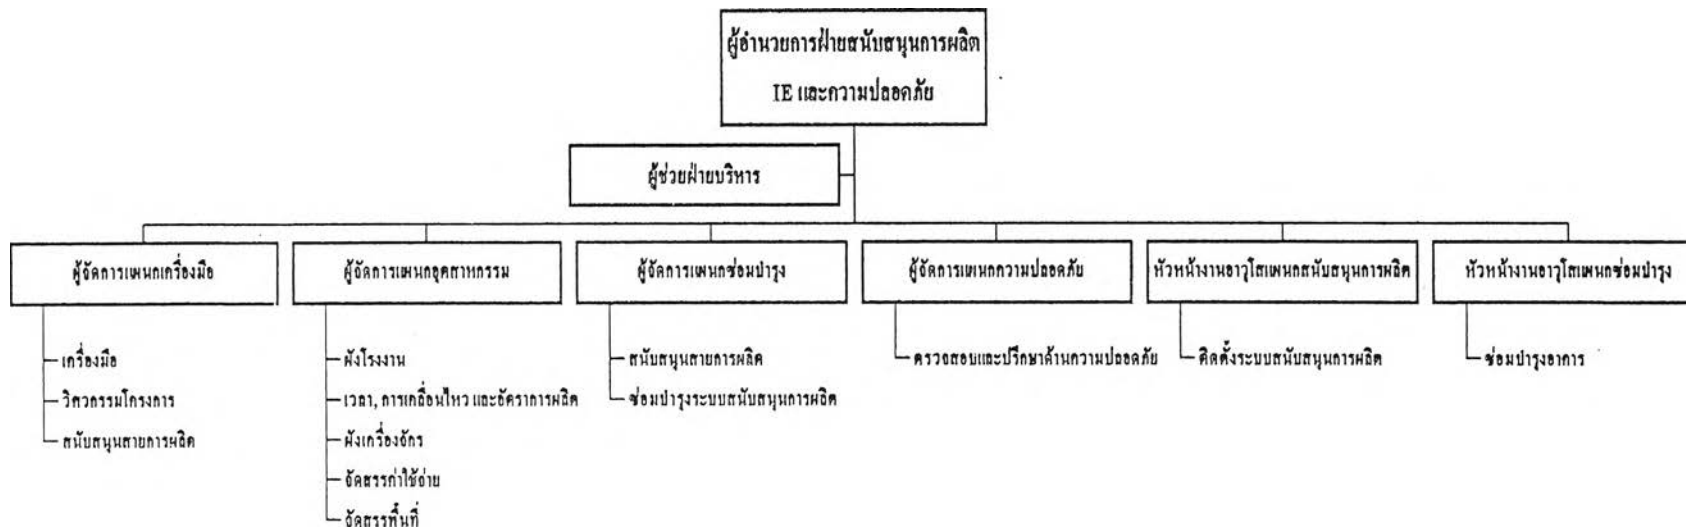 ผู้อำนวยการฝ่ายสนับสนุนการผลิต
IE และความปลอดภัย
ผู้ช่วยฝ่ายบริหาร
ผู้จัดการแผนกเครื่องมือ
ผู้จัดการแผนกอุตสาหกรรม
ผู้จัดการแผนกซ่อมบำรุง
ผู้จัดการแผนกความปลอดภัย
หัวหน้างานอาวุโสแผนกสนับสนุนการผลิต
หัวหน้างานอาวุโสแผนกซ่อมบำรุง
เครื่องมือ
วิศวกรรมโครงการ
สนับสนุนสายการผลิต
ผังโรงงาน
เวลา, การเคลื่อนไหว และอัตราการผลิต
ผังเครื่องจักร
จัดสรรค่าใช้จ่าย
จัดสรรพื้นที่
สนับสนุนสายการผลิต
ซ่อมบำรุงระบบสนับสนุนการผลิต
ตรวจสอบและปรึกษาด้านความปลอดภัย
ติดตั้งระบบสนับสนุนการผลิต
ซ่อมบำรุงอาคาร